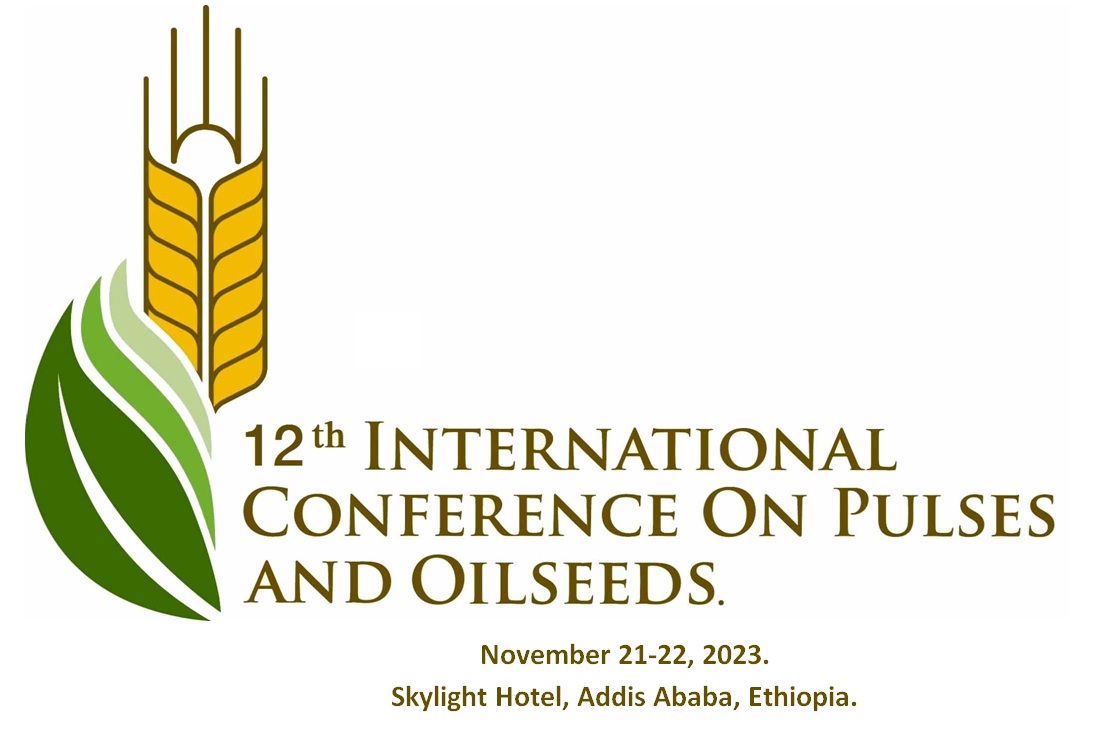 12th INTERNATIONAL
CONFERENCE ON PULSES
AND OILSEEDS.
November 21-22, 2023.
Skylight Hotel, Addis Ababa, Ethiopia.